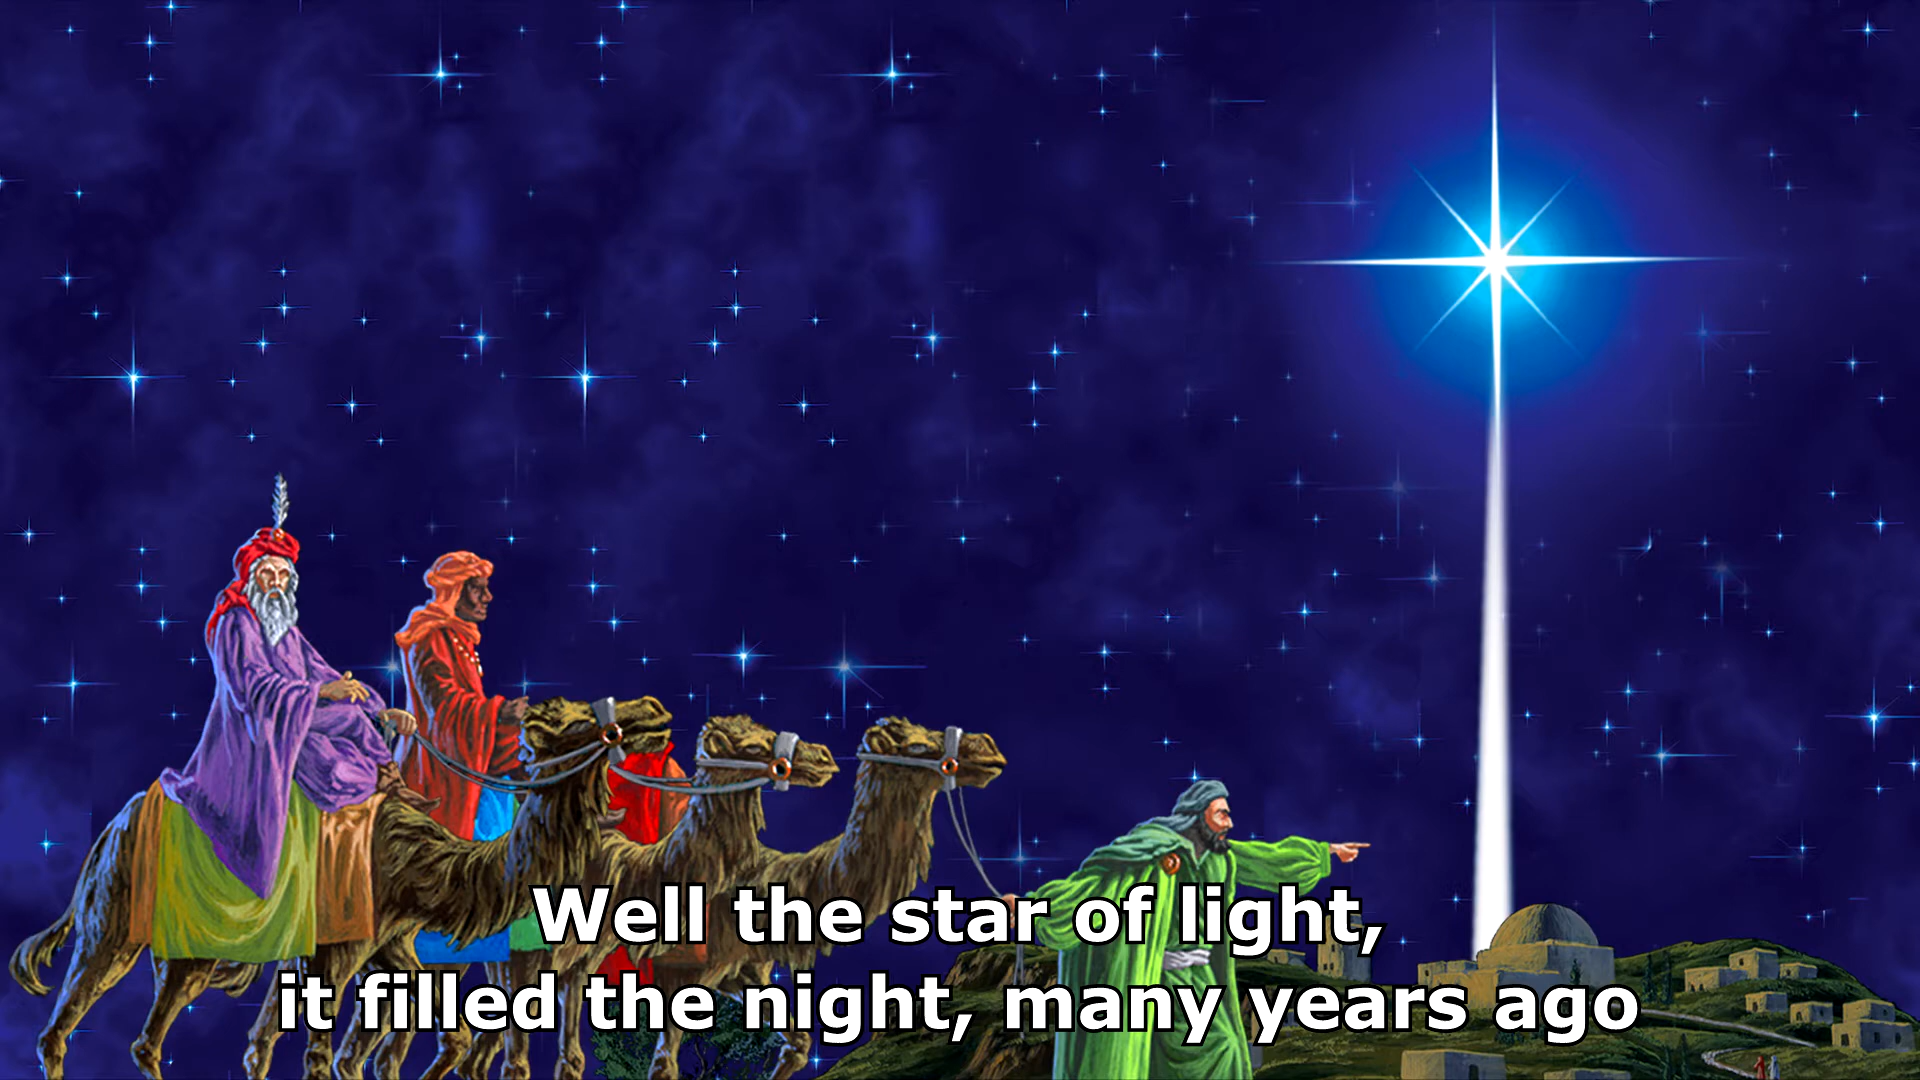 Well the star of light,
it filled the night, many years ago